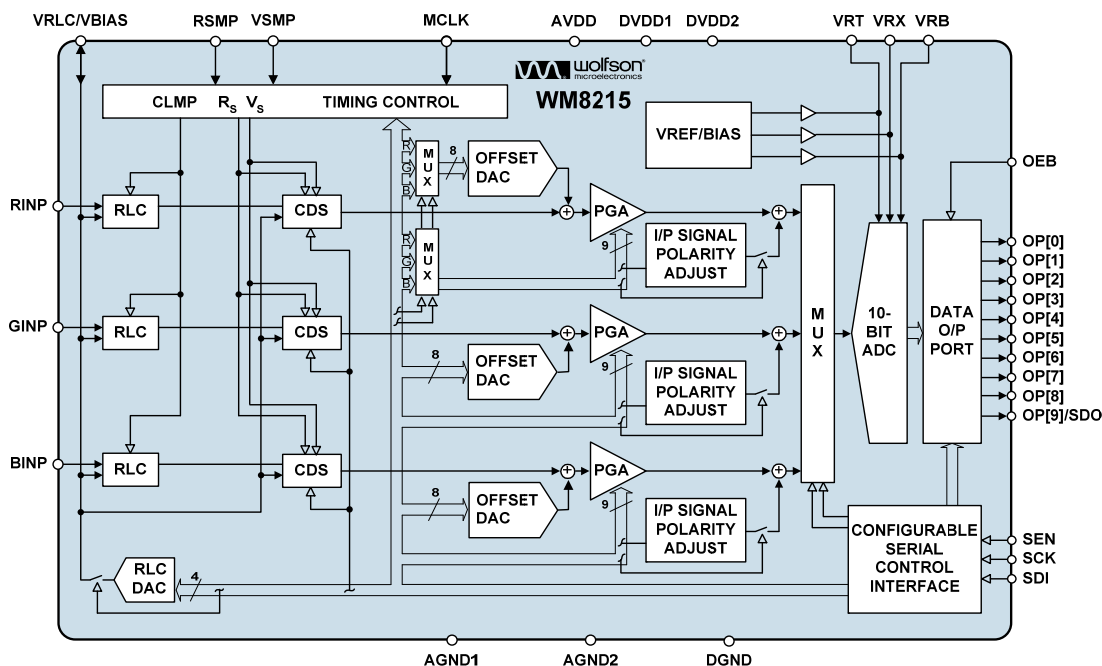 VRLC/VBIAS RSMP VSMP MCLK AVDD DVDD1 DVDD2 VRT VRX VRB
wolfson
microelectronics
WM8215
CLMP RS VS TIMING CONTROL
VREF/BIAS
OEB
R
G
B
MUX
8
OFFSET
DAC
RINP
RLC
CDS
PGA
9
I/P SIGNAL
POLARITY
ADJUST
R
G
B
MUX
GINP
RLC
CDS
8
OFFSET
DAC
PGA
9
I/P SIGNAL
POLARITY
ADJUST
BINP
RLC
CDS
8
OFFSET
DAC
PGA
9
I/P SIGNAL
POLARITY
ADJUST
MUX
10-
BIT
ADC
DATA
O/P
PORT
OP[0]
OP[1]
OP[2]
OP[3]
OP[4]
OP[5]
OP[6]
OP[7]
OP[8]
OP[9]/SDO
RLC
DAC
4
CONFIGURABLE
SERIAL
CONTROL
INTERFACE
SEN
SCK
SDI
AGND1 AGND2 DGND